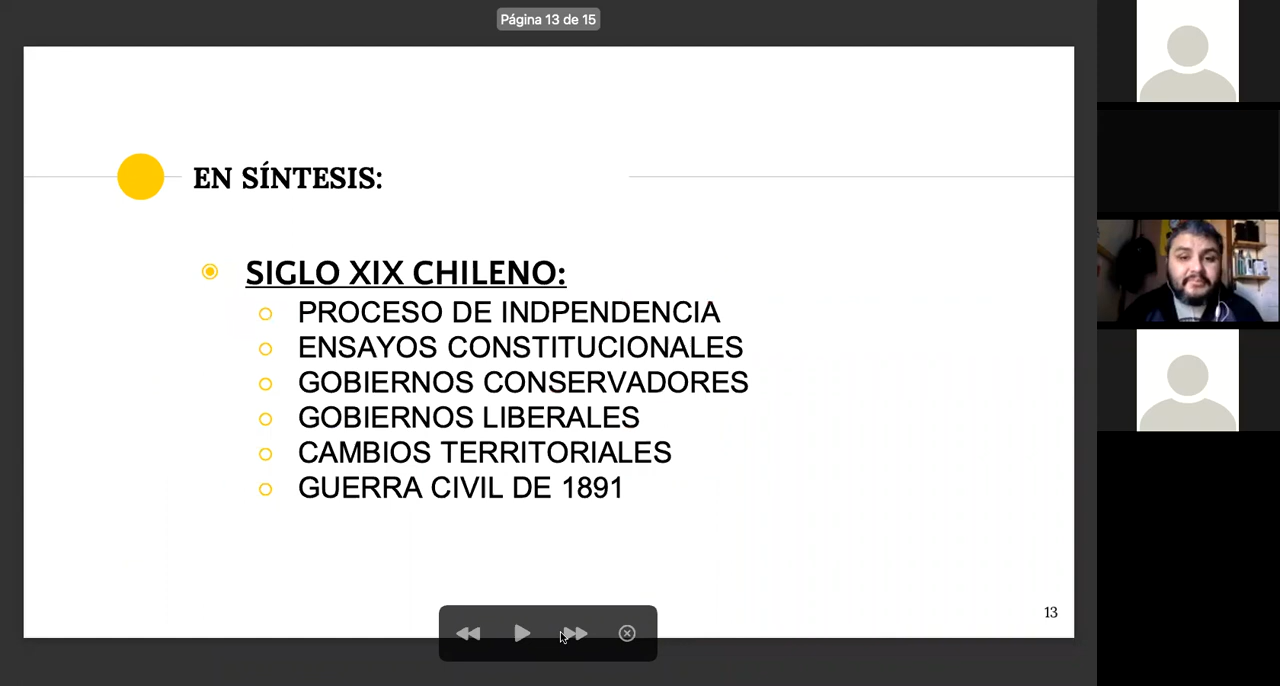 Página 13 de 15
EN SÍNTESIS:
SIGLO XIX CHILENO:
PROCESO DE INDPENDENCIA
ENSAYOS CONSTITUCIONALES
GOBIERNOS CONSERVADORES
GOBIERNOS LIBERALES
CAMBIOS TERRITORIALES
GUERRA CIVIL DE 1891
13